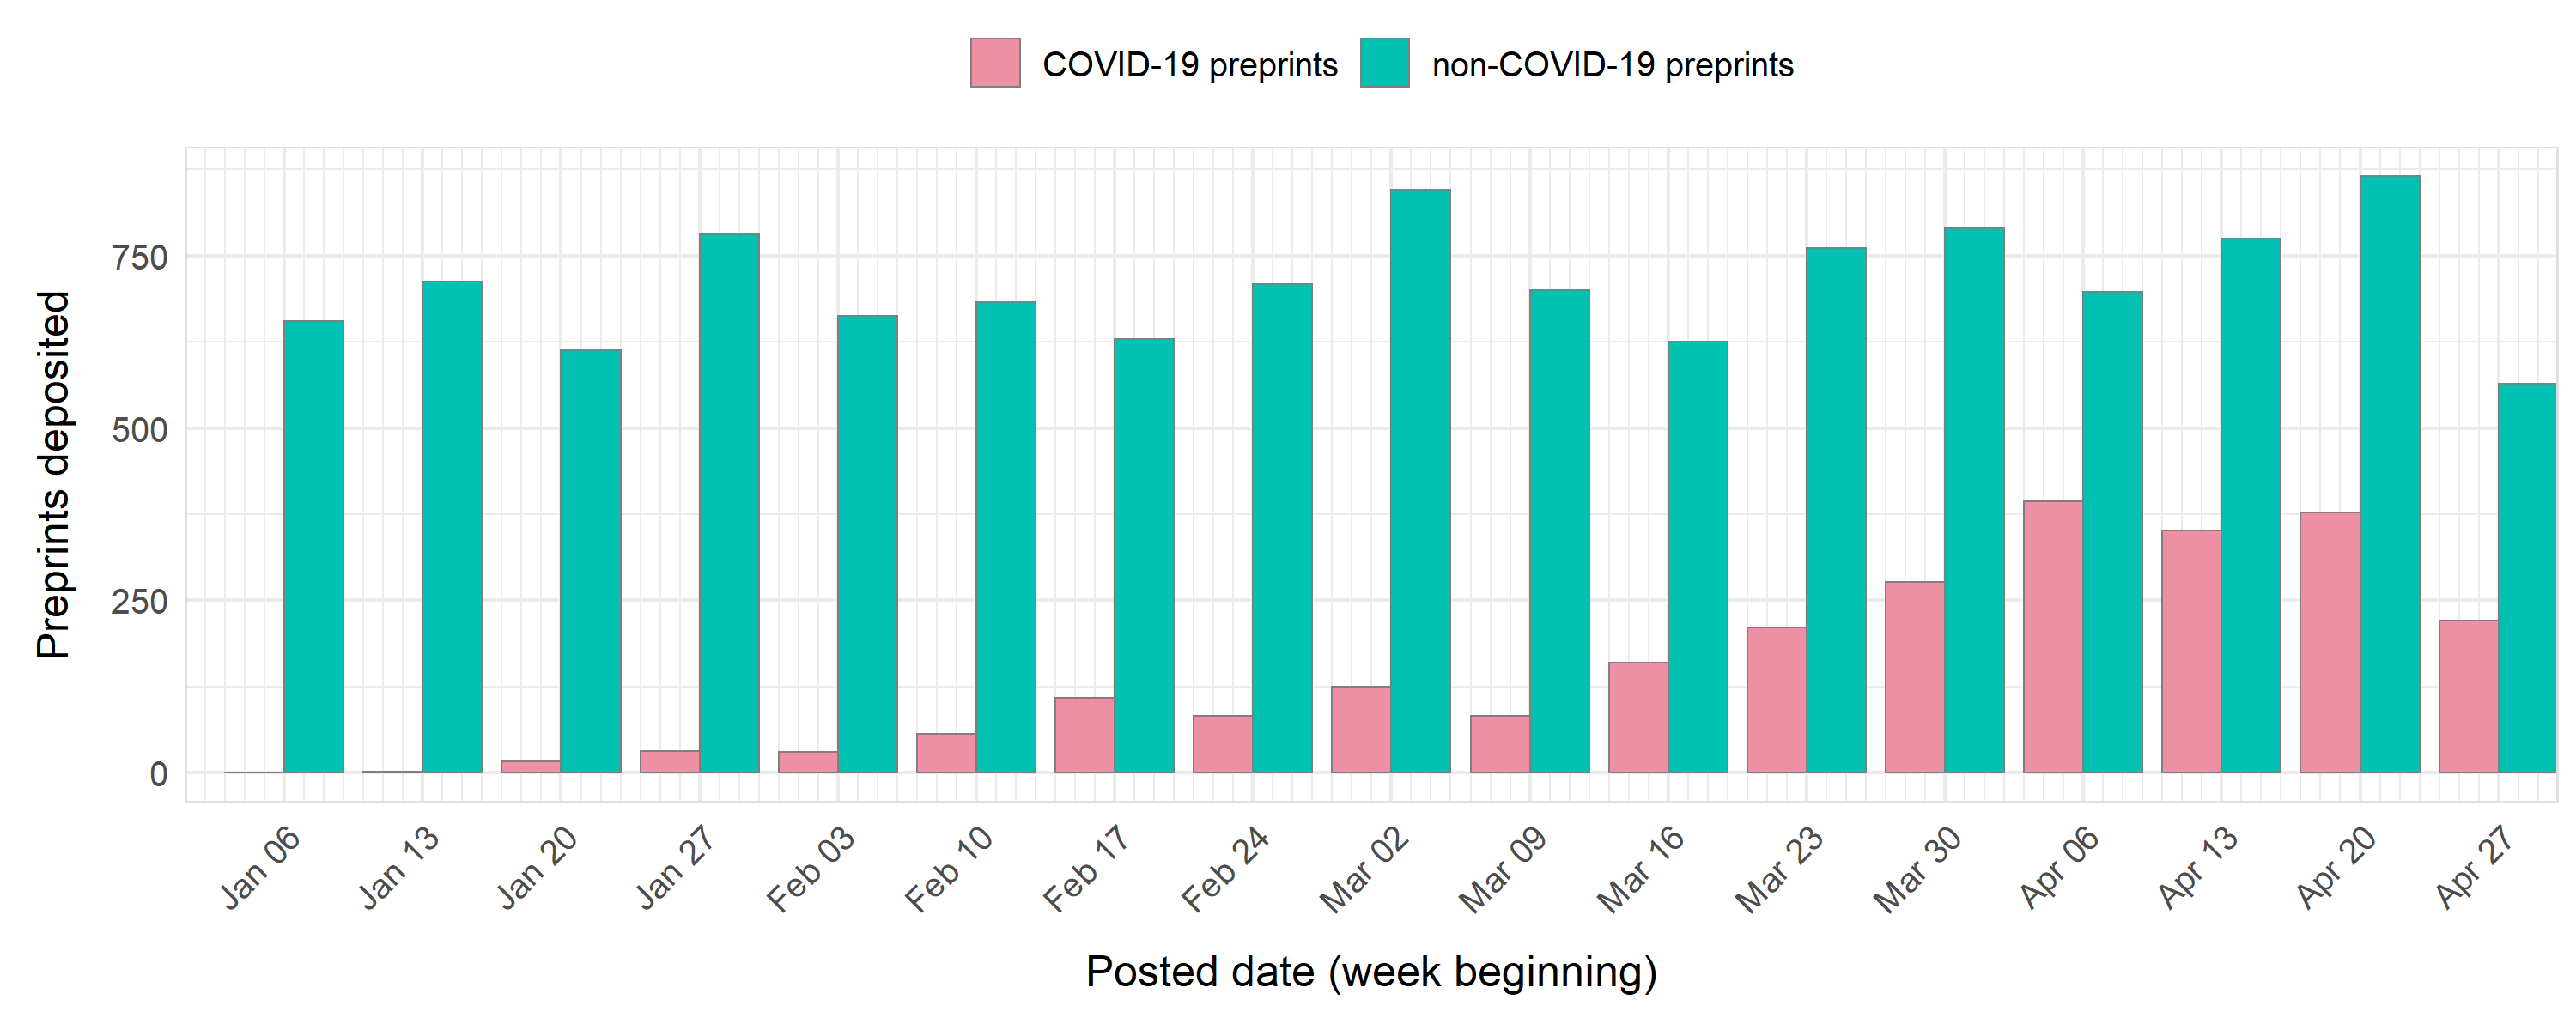 COVID-19 preprints non-COVID-19 preprints
Preprints deposited
750
500
250
0
Jan 06 Jan 13 Jan 20 Jan 27 Feb 03 Feb 10 Feb 17 Feb 24 Mar 02 Mar 09 Mar 16 Mar 23 Mar 30 Apr 06 Apr 13 Apr 20 Apr 27
Posted date (week beginning)